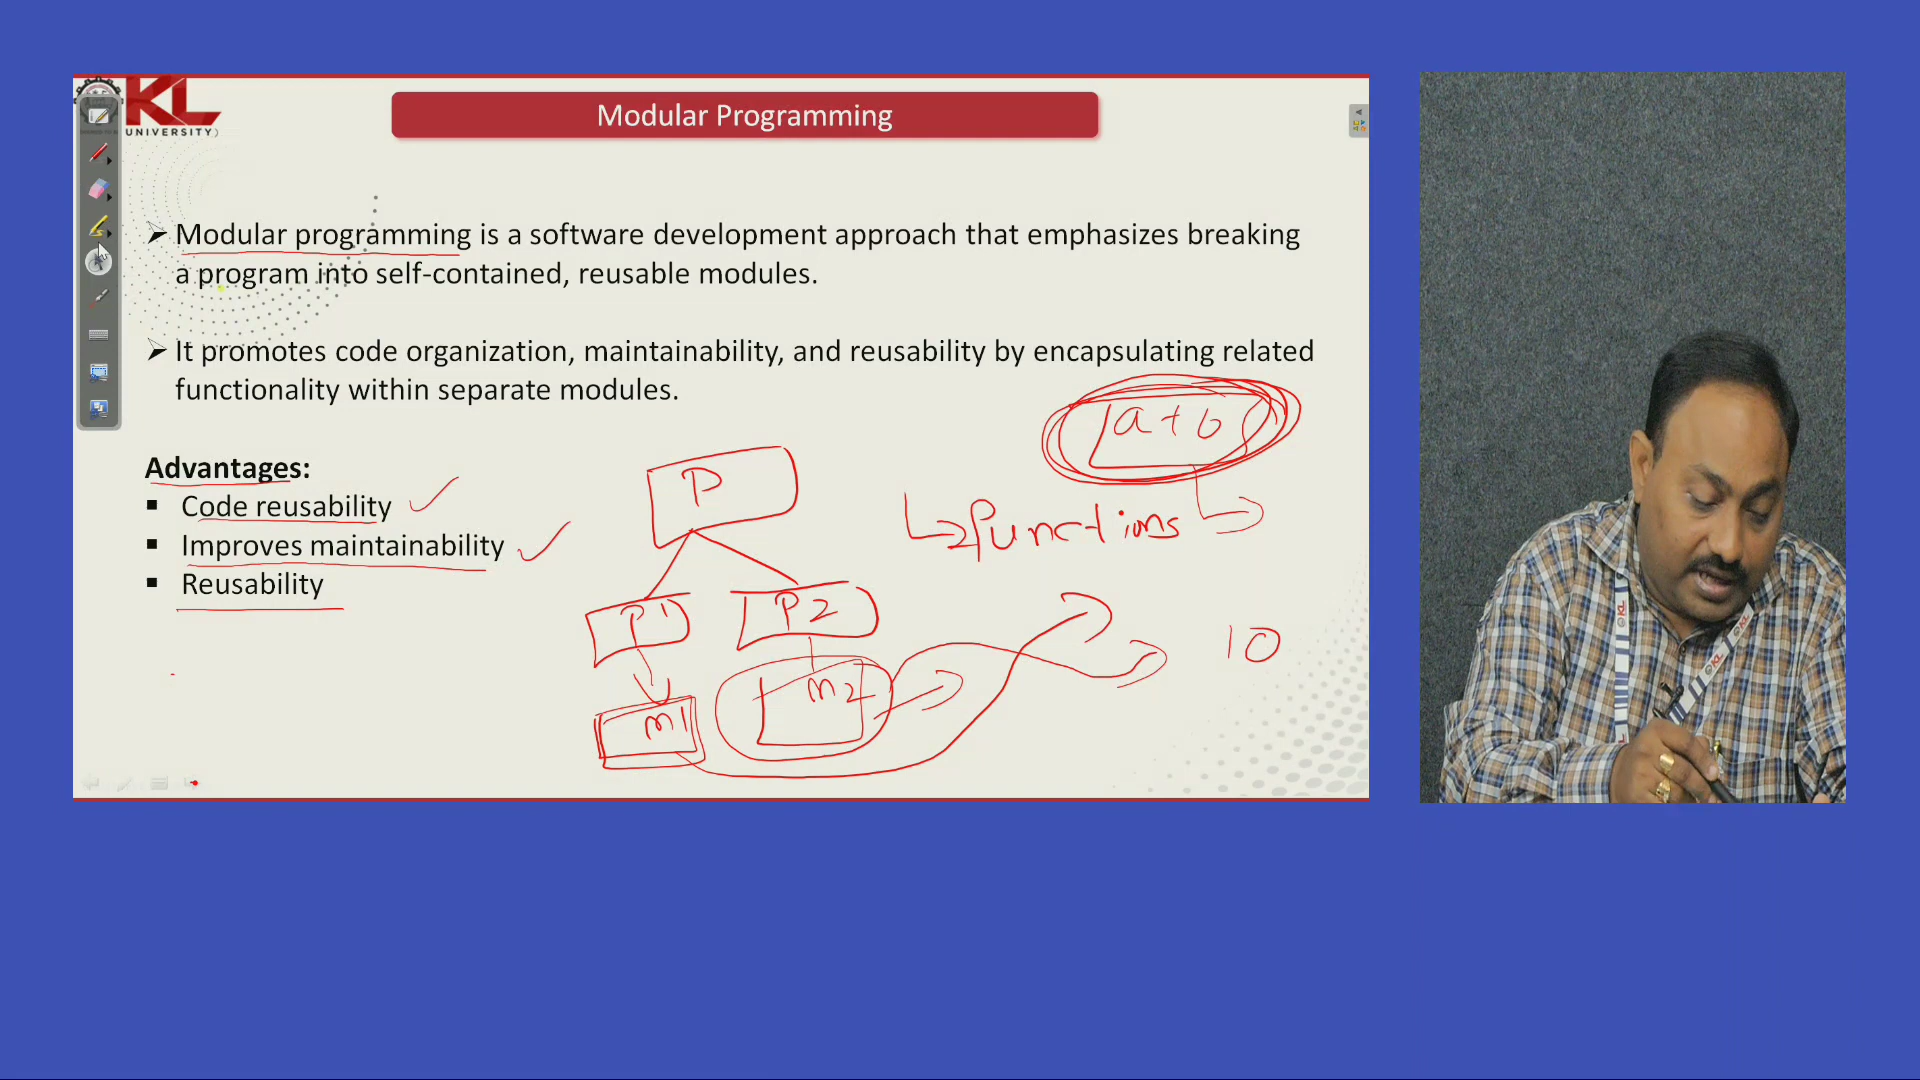 KL
UNIVERSITY)
Modular Programming
Modular programming is a software development approach that emphasizes breaking
a program into self-contained, reusable modules.
It promotes code organization, maintainability, and reusability by encapsulating related
functionality within separate modules.
a + b
Advantages:
Code reusability
P
functions
Improves maintainability
Reusability
P1
P2
10
M1
M2